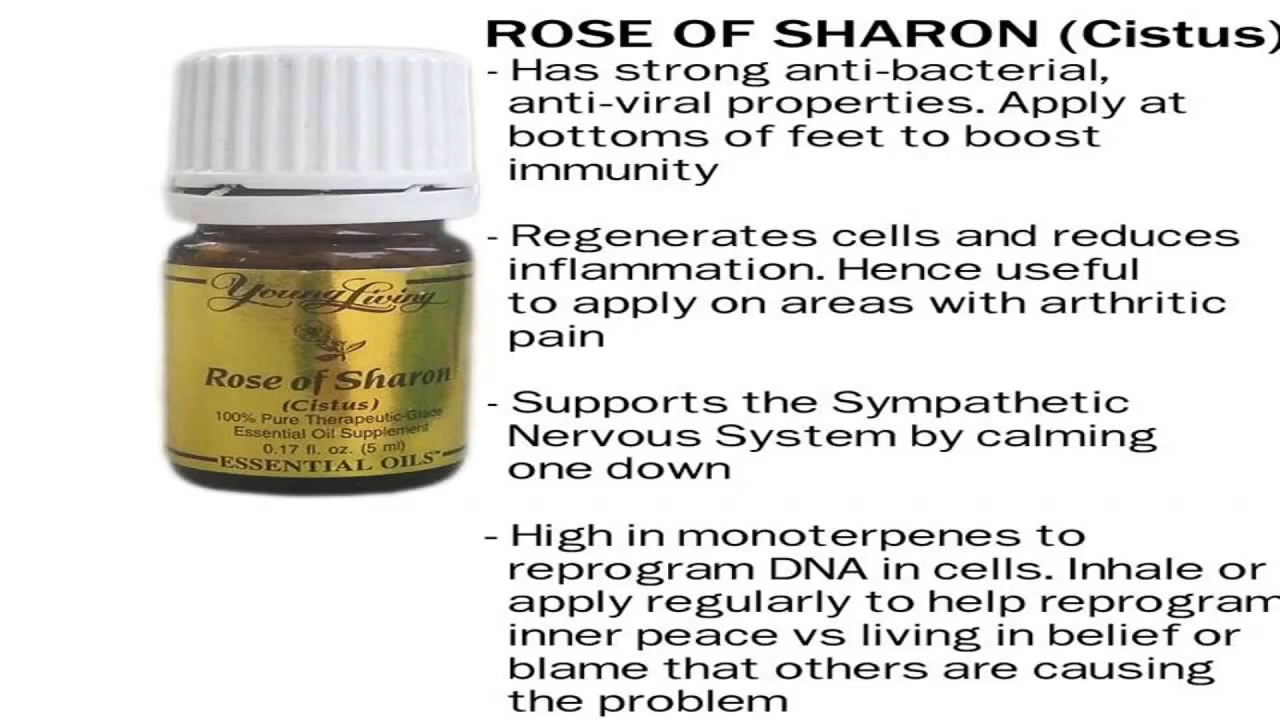 ROSE OF SHARON (Cistus)
- Has strong anti-bacterial,
anti-viral properties. Apply at
bottoms of feet to boost
immunity
- Regenerates cells and reduces
inflammation. Hence useful
to apply on areas with arthritic
pain
- Supports the Sympathetic
Nervous System by calming
one down
- High in monoterpenes to
reprogram DNA in cells. Inhale or
apply regularly to help reprogram
inner peace vs living in belief or
blame that others are causing
the problem
Young Living
Rose of Sharon
(Cistus)
100% Pure Therapeutic-Grade
Essential Oil Supplement
0.17 fl. oz. (5 ml)
ESSENTIAL OILS™